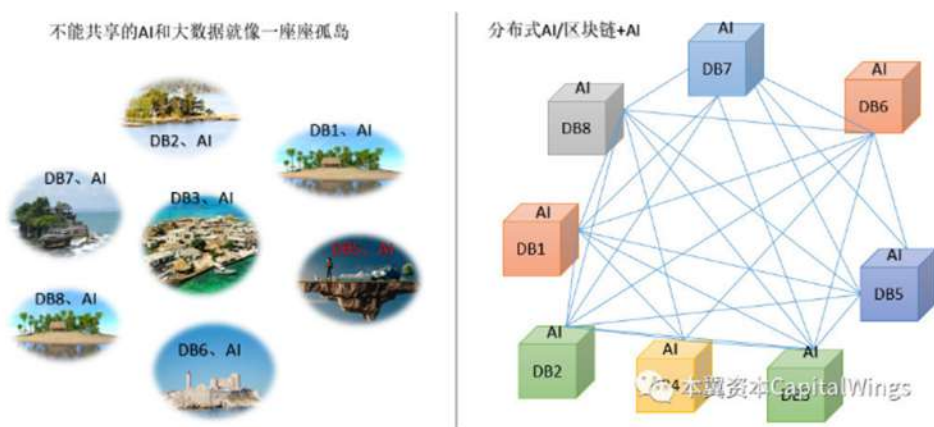 不能共享的AI和大数据就像一座座孤岛
DB2、AI
DB1、AI
DB7、AI
DB3、AI
DB5、AI
DB8、AI
DB6、AI
分布式AI/区块链+AI
AI
DB7
AI
DB6
AI
DB8
AI
DB1
AI
DB5
AI
DB2
AI
AI
本翼资本CapitalWings